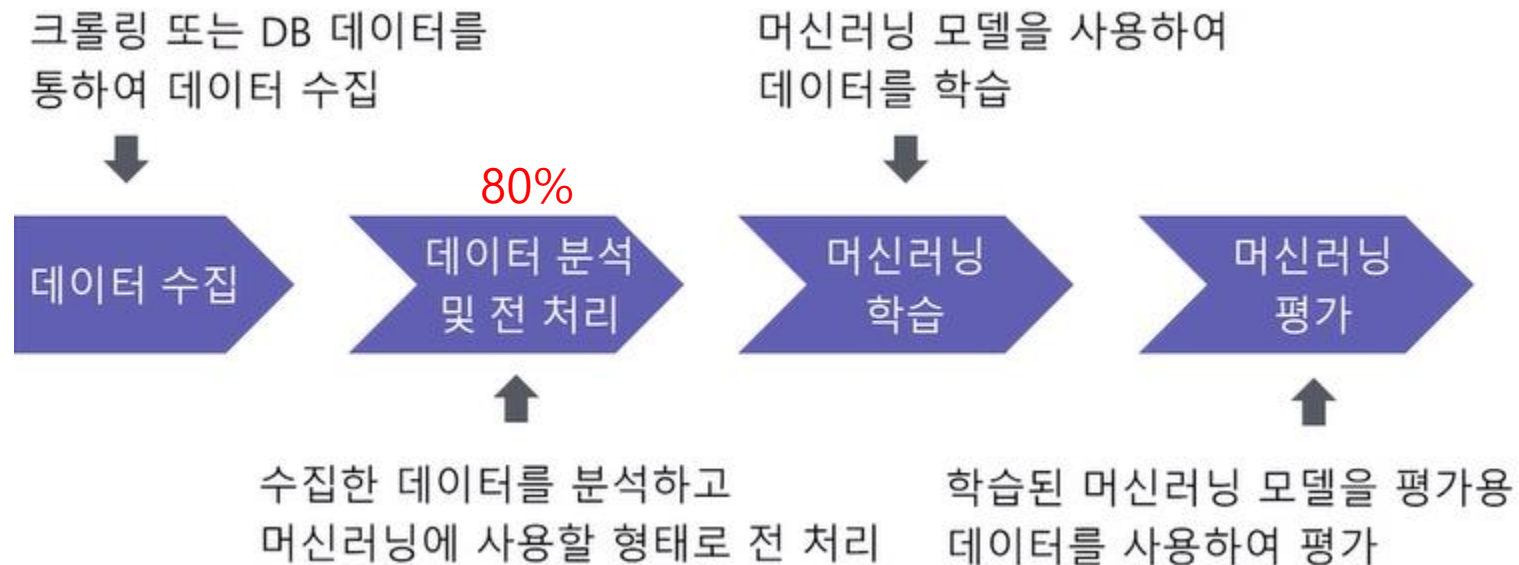 크롤링 또는 DB 데이터를
통하여 데이터 수집
머신러닝 모델을 사용하여
데이터를 학습
80%
데이터 수집
데이터 분석
및 전 처리
머신러닝
학습
머신러닝
평가
수집한 데이터를 분석하고
머신러닝에 사용할 형태로 전 처리
학습된 머신러닝 모델을 평가용
데이터를 사용하여 평가